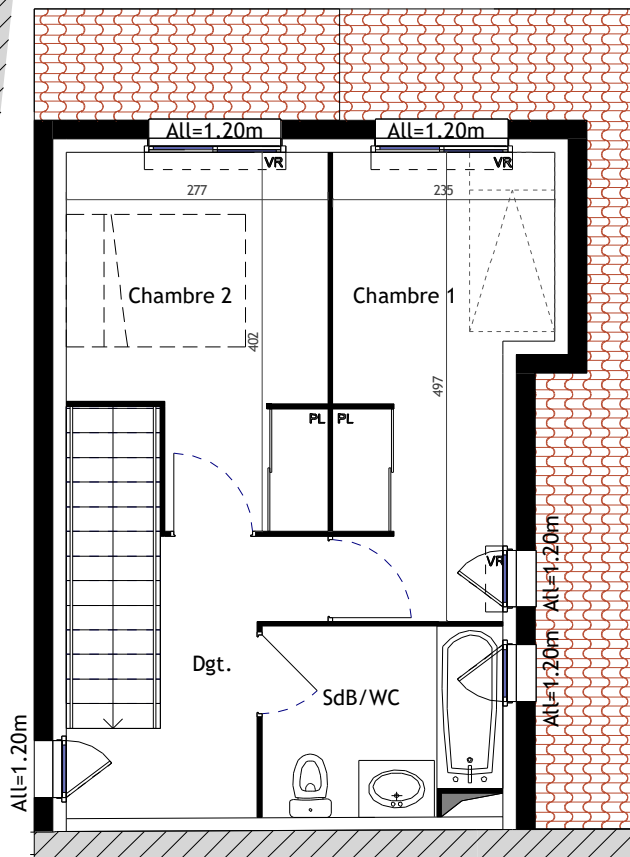 All=1.20m
All=1.20m
VR
VR
277
235
Chambre 2
Chambre 1
402
497
PL
PL
VR
All=1.20m
All=1.20m
Dgt.
SdB/WC
All=1.20m